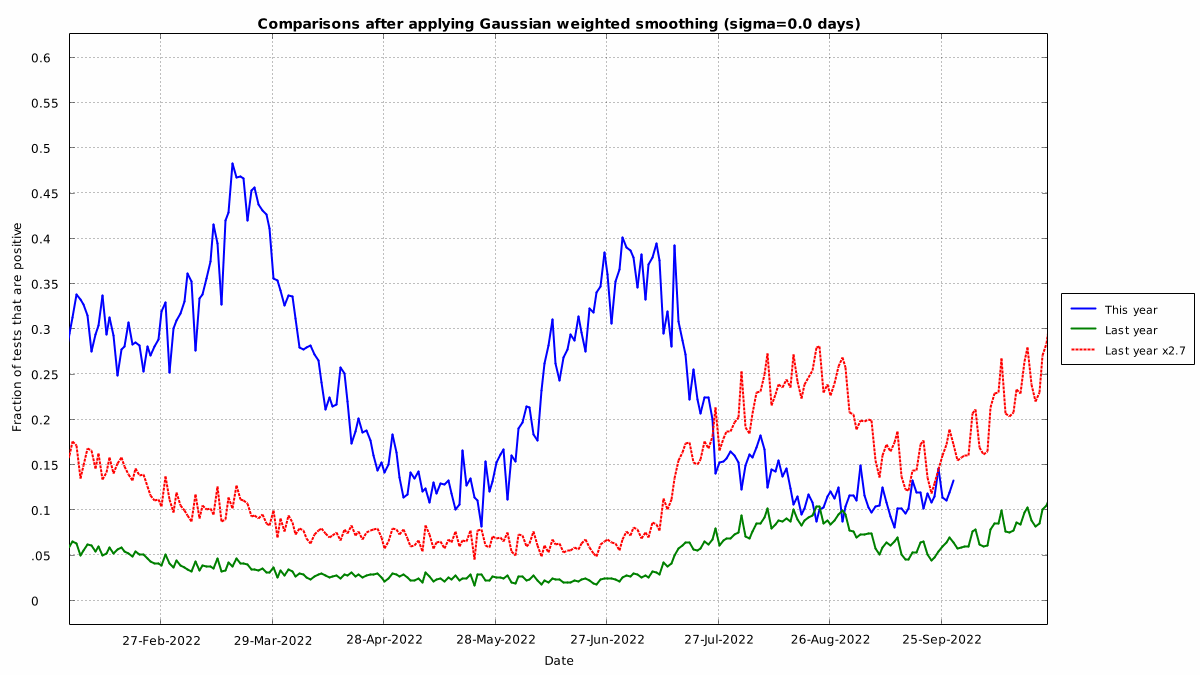 Comparisons after applying Gaussian weighted smoothing (sigma=0.0 days)
0.6
0.55
0.5
0.45
0.4
0.35
0.3
0.25
0.2
0.15
0.1
.05
0
Fraction of tests that are positive
27-Feb-2022 29-Mar-2022 28-Apr-2022 28-May-2022 27-Jun-2022 27-Jul-2022 26-Aug-2022 25-Sep-2022
Date
This year
Last year
Last year x2.7